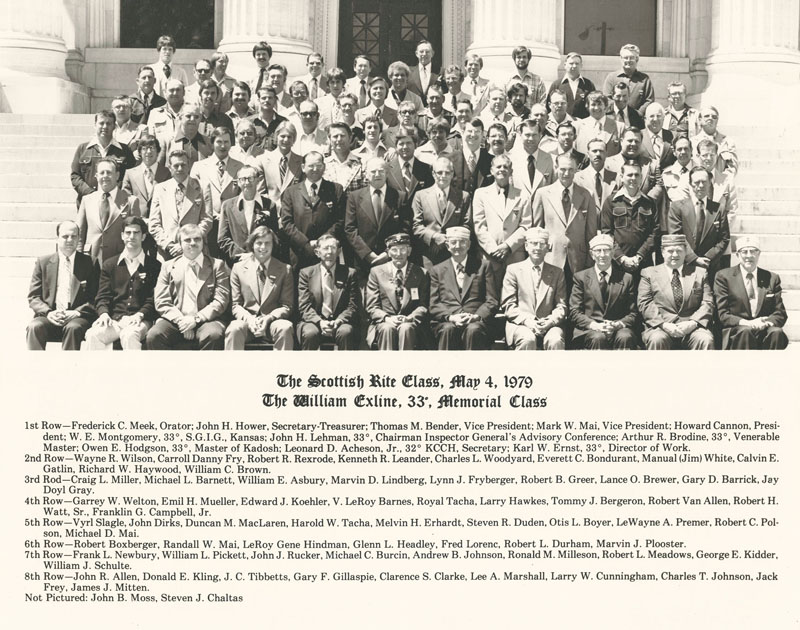 The Scottish Rite Class, May 4, 1979
The William Exline, 33°, Memorial Class
1st Row—Frederick C. Meek, Orator; John H. Hower, Secretary-Treasurer; Thomas M. Bender, Vice President; Mark W. Mai, Vice President; Howard Cannon, Presi-
dent; W. E. Montgomery, 33°, S.G.I.G., Kansas; John H. Lehman, 33°, Chairman Inspector General's Advisory Conference; Arthur R. Brodine, 33°, Venerable
Master; Owen E. Hodgson, 33°, Master of Kadosh; Leonard D. Acheson, Jr., 32° KCCH, Secretary; Karl W. Ernst, 33°, Director of Work.
2nd Row—Wayne R. Wilson, Carroll Danny Fry, Robert R. Rexrode, Kenneth R. Leander, Charles L. Woodyard, Everett C. Bondurant, Manual (Jim) White, Calvin E.
Gatlin, Richard W. Haywood, William C. Brown.
3rd Rod—Craig L. Miller, Michael L. Barnett, William E. Asbury, Marvin D. Lindberg, Lynn J. Fryberger, Robert B. Greer, Lance O. Brewer, Gary D. Barrick, Jay
Doyl Gray.
4th Row—Garrey W. Welton, Emil H. Mueller, Edward J. Koehler, V. LeRoy Barnes, Royal Tacha, Larry Hawkes, Tommy J. Bergeron, Robert Van Allen, Robert H.
Watt, Sr., Franklin G. Campbell, Jr.
5th Row—Vyrl Slagle, John Dirks, Duncan M. MacLaren, Harold W. Tacha, Melvin H. Erhardt, Steven R. Duden, Otis L. Boyer, LeWayne A. Premer, Robert C. Pol-
son, Michael D. Mai.
6th Row—Robert Boxberger, Randall W. Mai, LeRoy Gene Hindman, Glenn L. Headley, Fred Lorenc, Robert L. Durham, Marvin J. Plooster.
7th Row—Frank L. Newbury, William L. Pickett, John J. Rucker, Michael C. Burcin, Andrew B. Johnson, Ronald M. Milleson, Robert L. Meadows, George E. Kidder,
William J. Schulte.
8th Row—John R. Allen, Donald E. Kling, J. C. Tibbetts, Gary F. Gillaspie, Clarence S. Clarke, Lee A. Marshall, Larry W. Cunningham, Charles T. Johnson, Jack
Frey, James J. Mitten.
Not Pictured: John B. Moss, Steven J. Chaltas